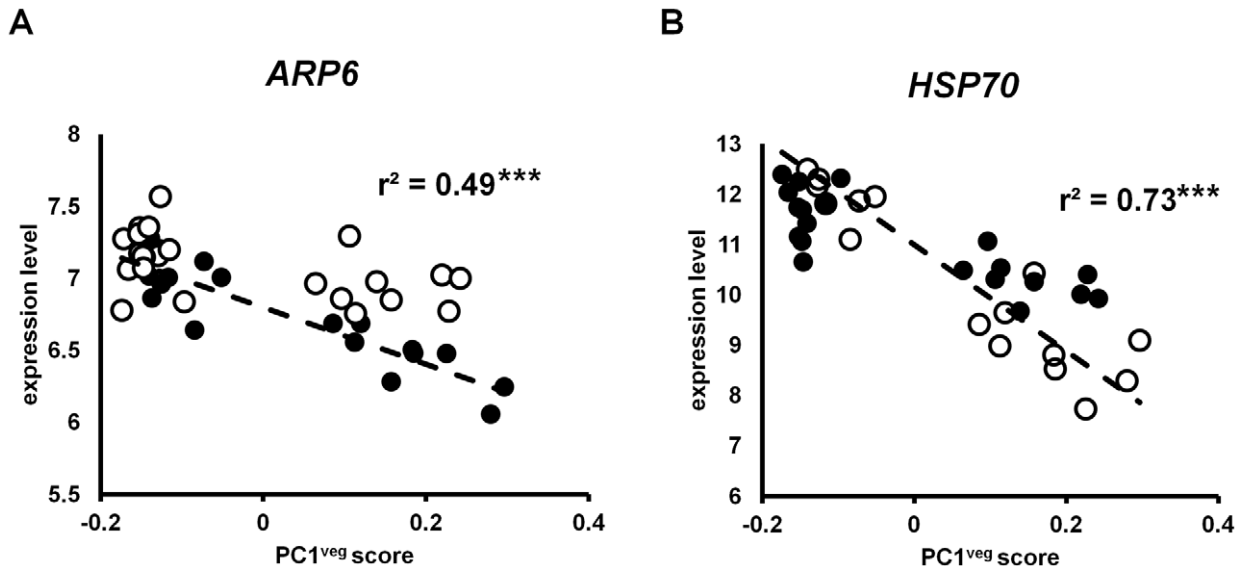 A
ARP6
8
7.5
7
6.5
6
5.5
expression level
r² = 0.49***
-0.2
0
0.2
0.4
PC1veg score
B
HSP70
13
12
11
10
9
8
7
6
expression level
r² = 0.73***
-0.2
0
0.2
0.4
PC1veg score